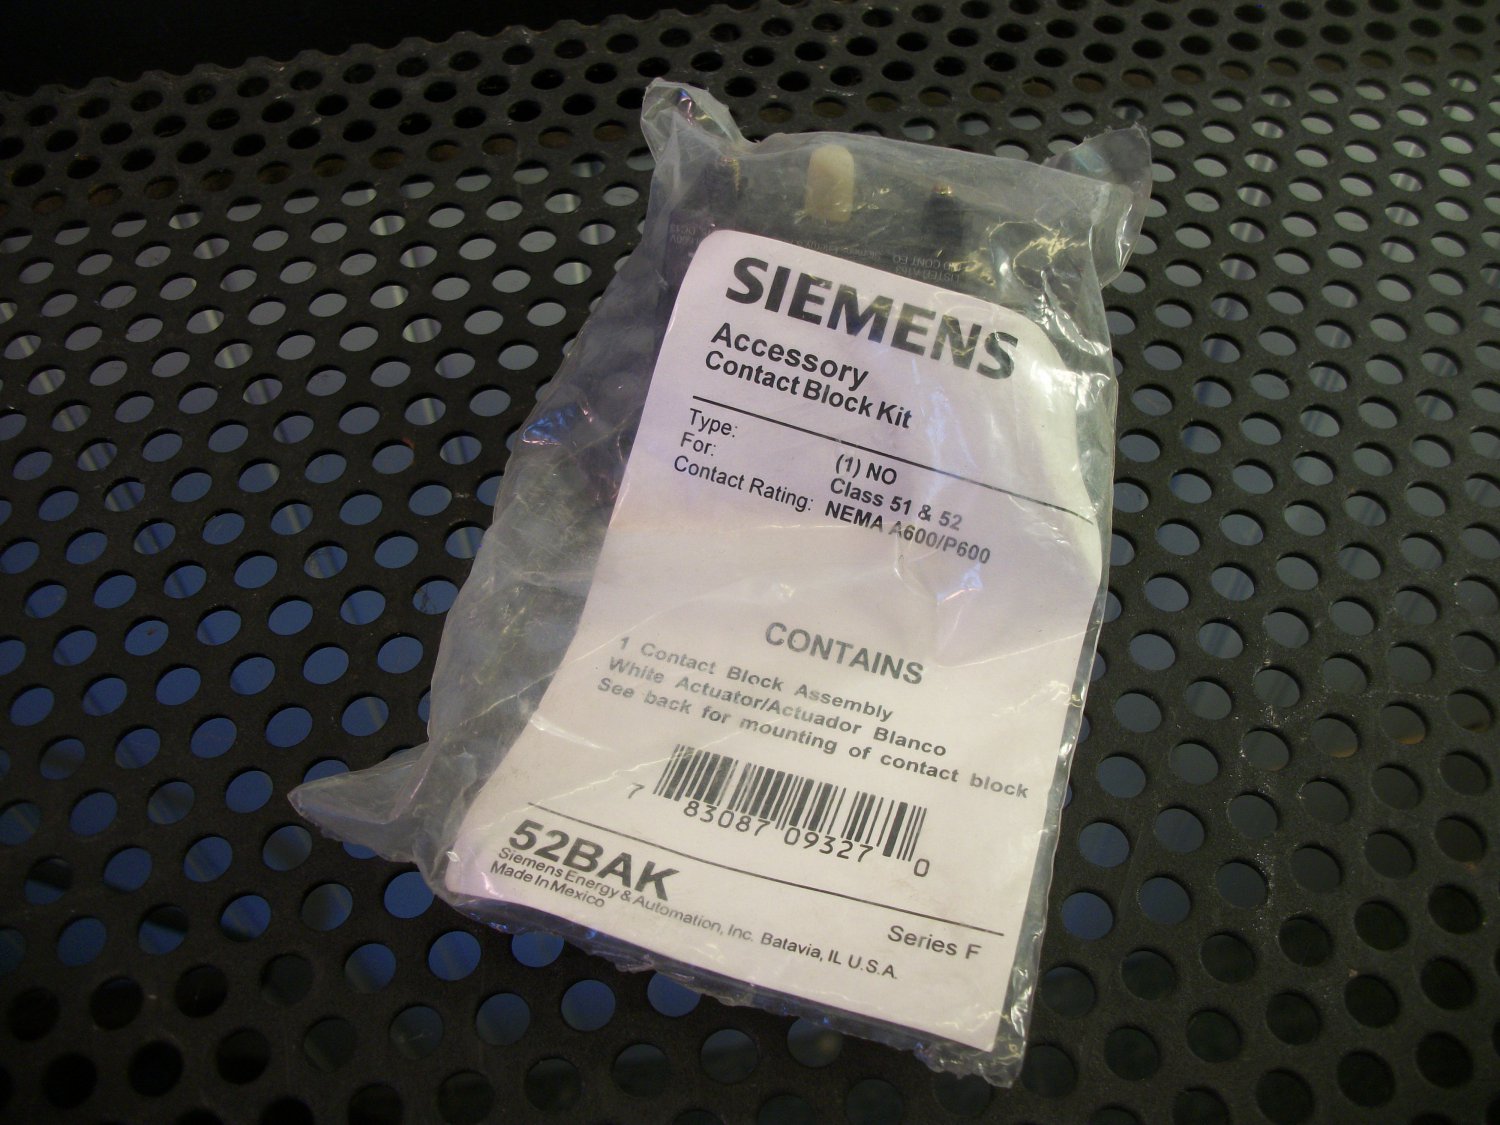 SIEMENS
Accessory
Contact Block Kit
Type: (1) NO
For: Class 51 & 52
Contact Rating: NEMA A600/P600
CONTAINS
1 Contact Block Assembly
White Actuator/Actuador Blanco
See back for mounting of contact block
7 83087 09327 0
52BAK
Siemens Energy & Automation, Inc. Batavia, IL U.S.A.
Made In Mexico
Series F